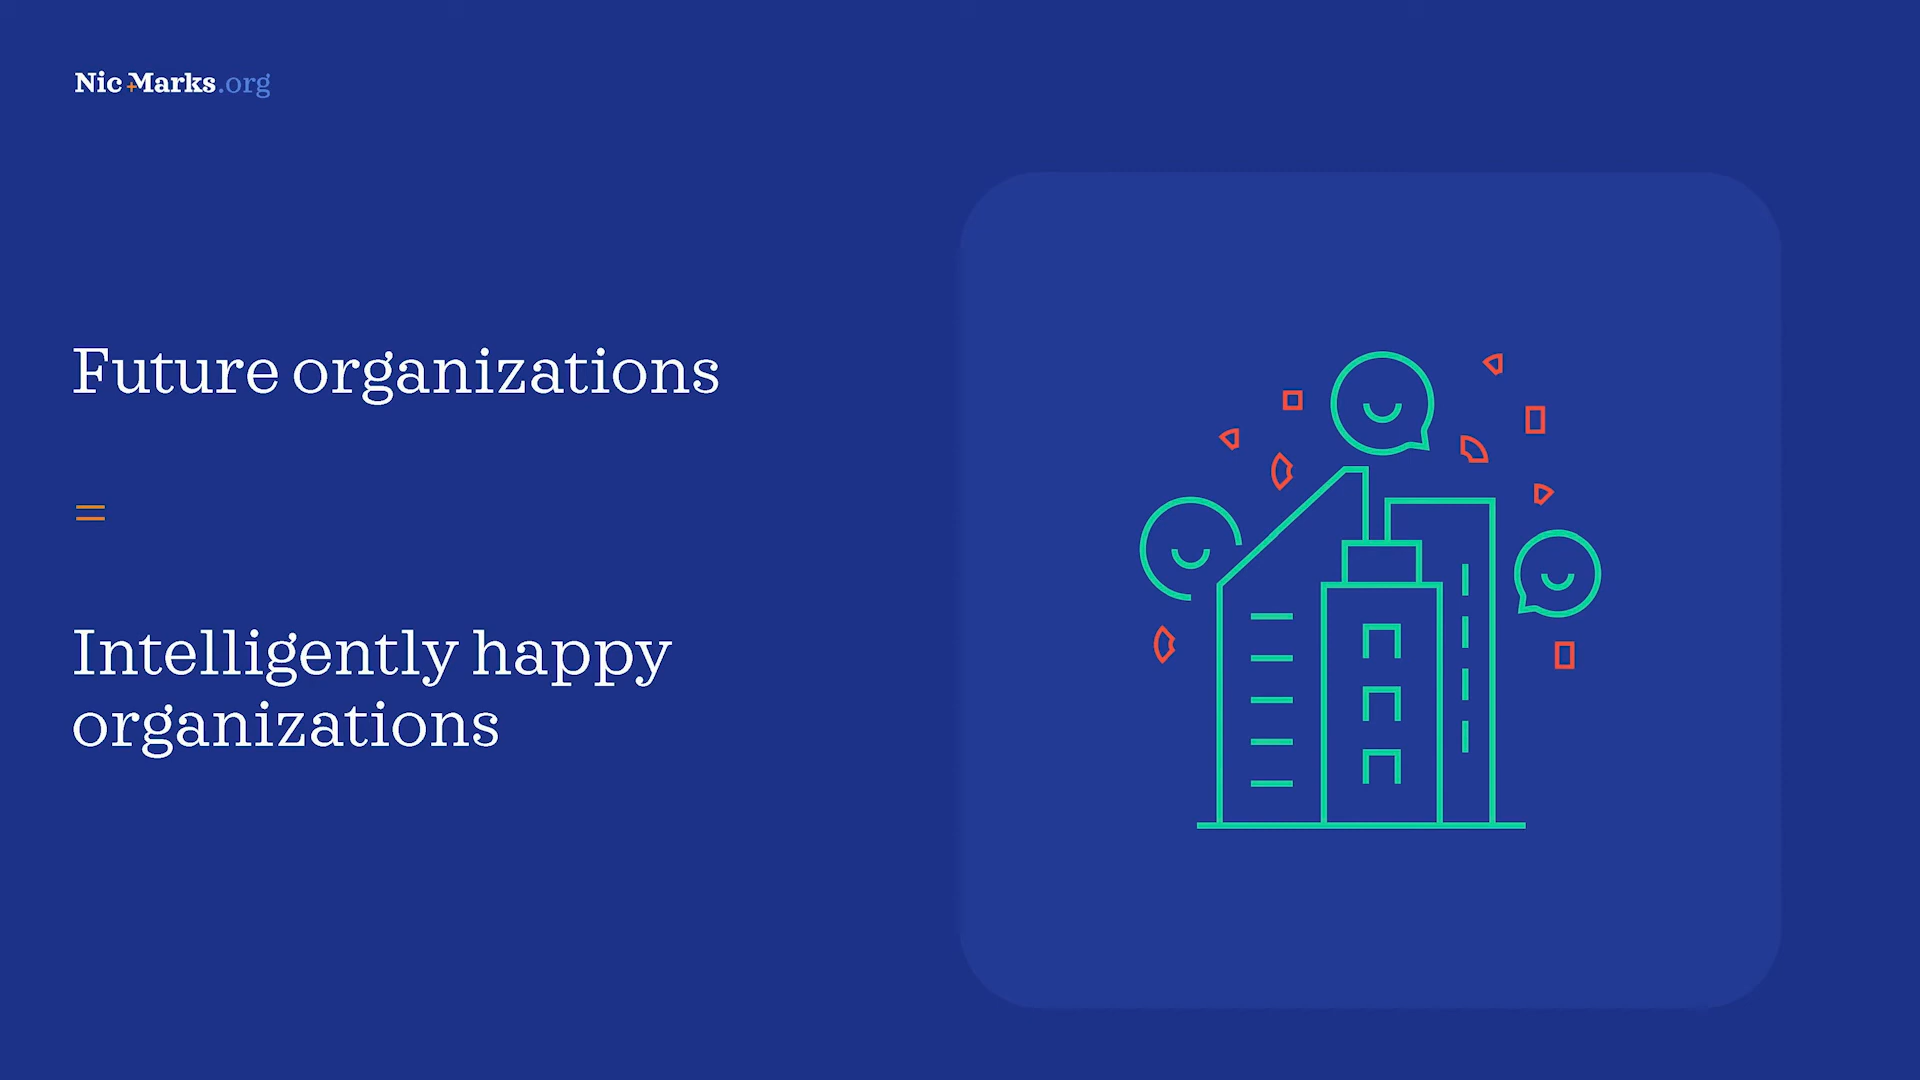 Nic Marks.org
Future organizations
=
Intelligently happy
organizations